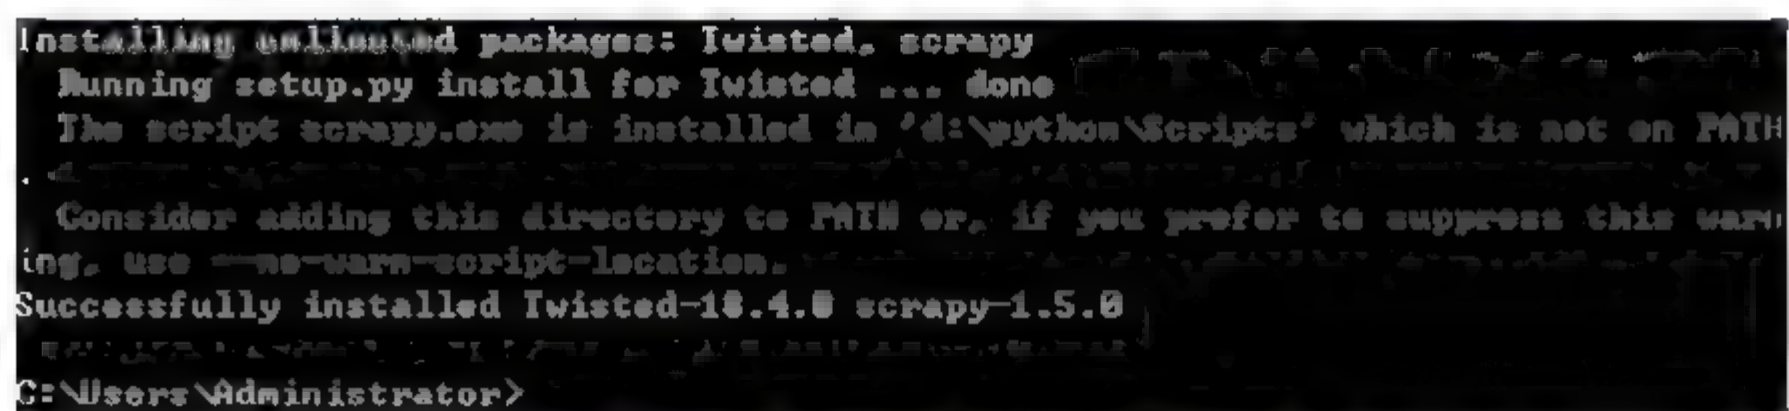 Installing collected packages: Twisted, scrapy
Running setup.py install for Twisted ... done
The script scrapy.exe is installed in 'd:\python\Scripts' which is not on PATH
.
Consider adding this directory to PATH or, if you prefer to suppress this warn
ing, use --no-warn-script-location.
Successfully installed Twisted-18.4.0 scrapy-1.5.0
C:\Users\Administrator>